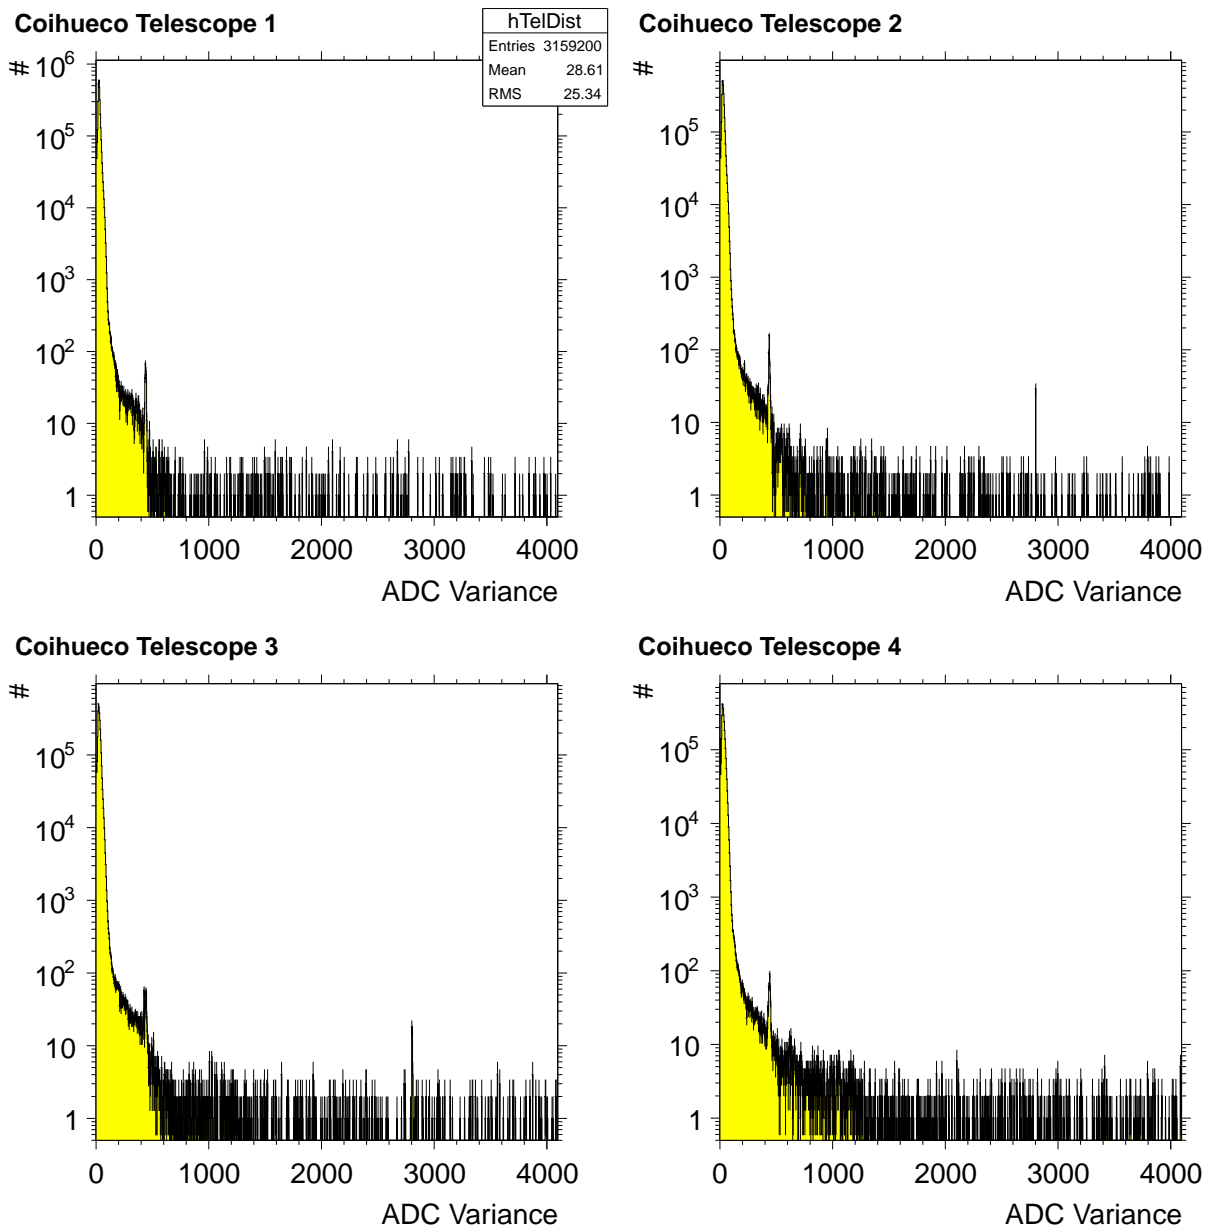 Coihueco Telescope 1
hTelDist
Entries 3159200
Mean 28.61
RMS 25.34
#
10^6
10^5
10^4
10^3
10^2
10
1
0 1000 2000 3000 4000
ADC Variance
Coihueco Telescope 2
#
10^5
10^4
10^3
10^2
10
1
0 1000 2000 3000 4000
ADC Variance
Coihueco Telescope 3
#
10^5
10^4
10^3
10^2
10
1
0 1000 2000 3000 4000
ADC Variance
Coihueco Telescope 4
#
10^5
10^4
10^3
10^2
10
1
0 1000 2000 3000 4000
ADC Variance